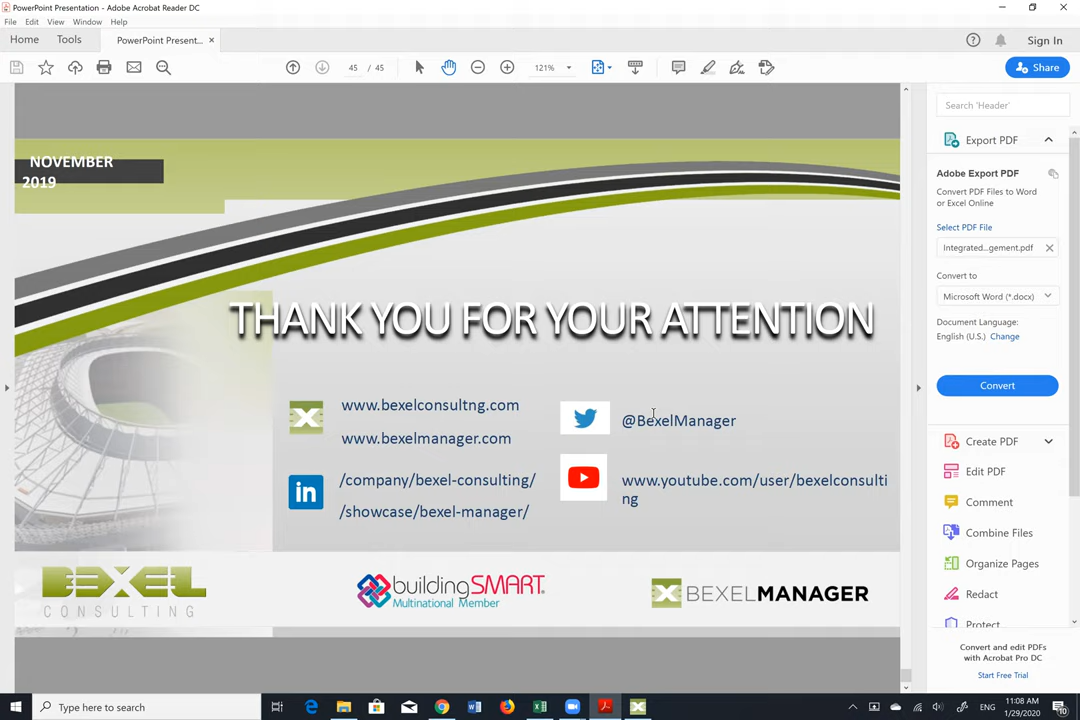 PowerPoint Presentation - Adobe Acrobat Reader DC
File Edit View Window Help
Home Tools PowerPoint Present... ×
45 / 45 121% Share
Sign In
NOVEMBER
2019
THANK YOU FOR YOUR ATTENTION
www.bexelconsultng.com
www.bexelmanager.com
@BexelManager
in
/company/bexel-consulting/
/showcase/bexel-manager/
www.youtube.com/user/bexelconsulti
ng
BEXEL
CONSULTING
buildingSMART
Multinational Member
BEXELMANAGER
Search 'Header'
Export PDF
Adobe Export PDF
Convert PDF Files to Word
or Excel Online
Select PDF File
Integrated...gement.pdf
Convert to
Microsoft Word (*.docx)
Document Language:
English (U.S.) Change
Convert
Create PDF
Edit PDF
Comment
Combine Files
Organize Pages
Redact
Protect
Convert and edit PDFs
with Acrobat Pro DC
Start Free Trial
Type here to search
ENG
11:08 AM
1/29/2020
10